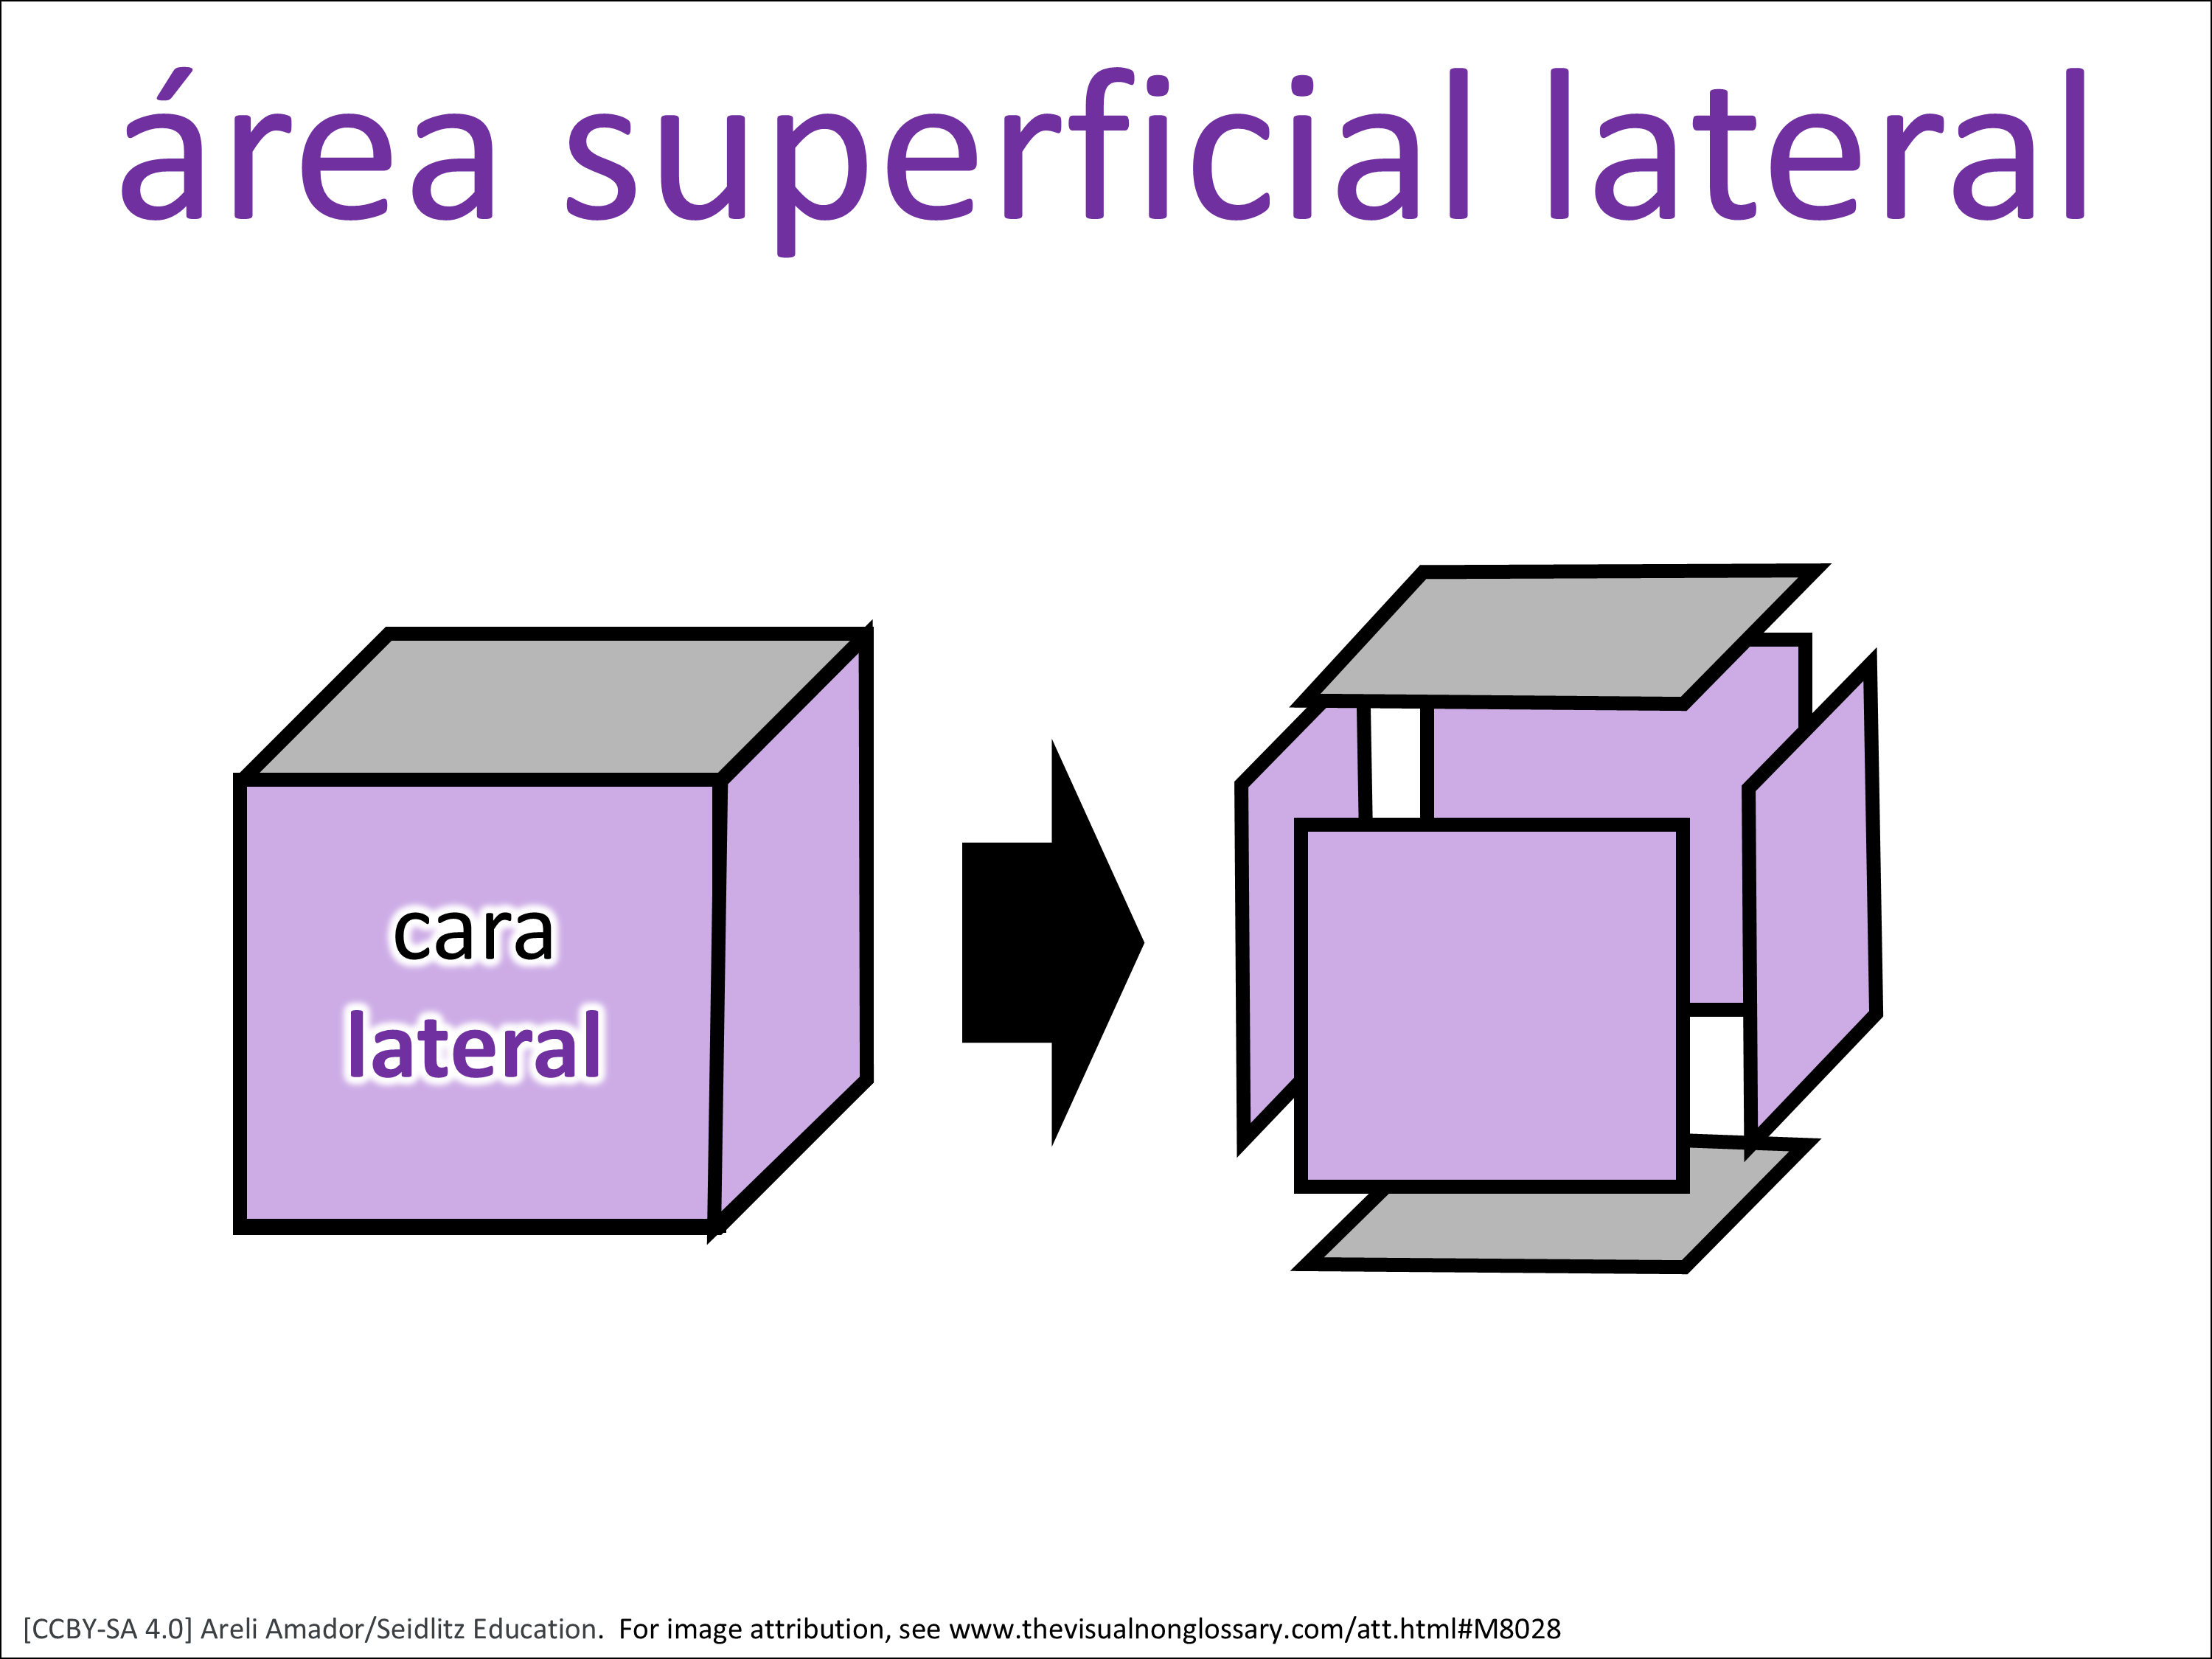 área superficial lateral
cara
lateral
[CCBY-SA 4.0] Areli Amador/Seidlitz Education.  For image attribution, see www.thevisualnonglossary.com/att.html#M8028